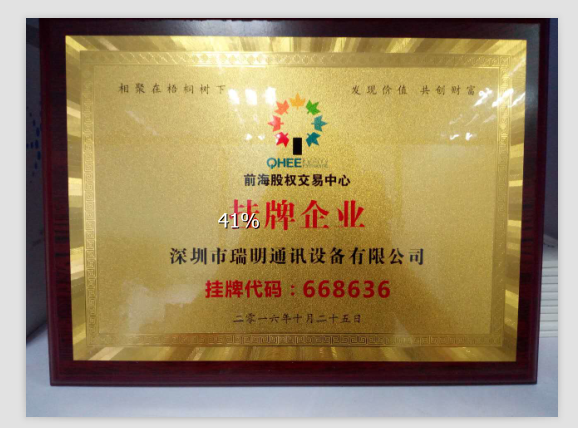 相聚在梧桐树下 发现价值 共创财富
QHEE
前海股权交易中心
挂牌企业
41%
深圳市瑞明通讯设备有限公司
挂牌代码：668636
二零一六年十月二十五日